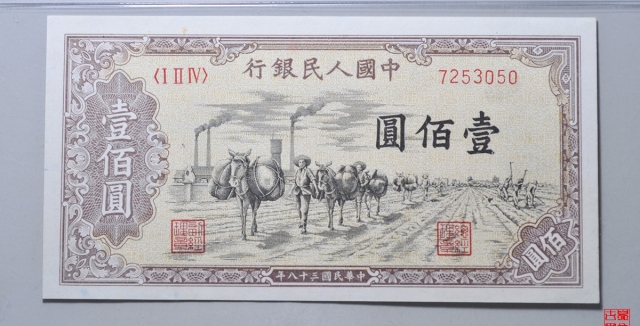 〈I II IV〉
行銀民人國中
7253050
圓佰壹
壹佰圓
佰圓
年八十三國民華中